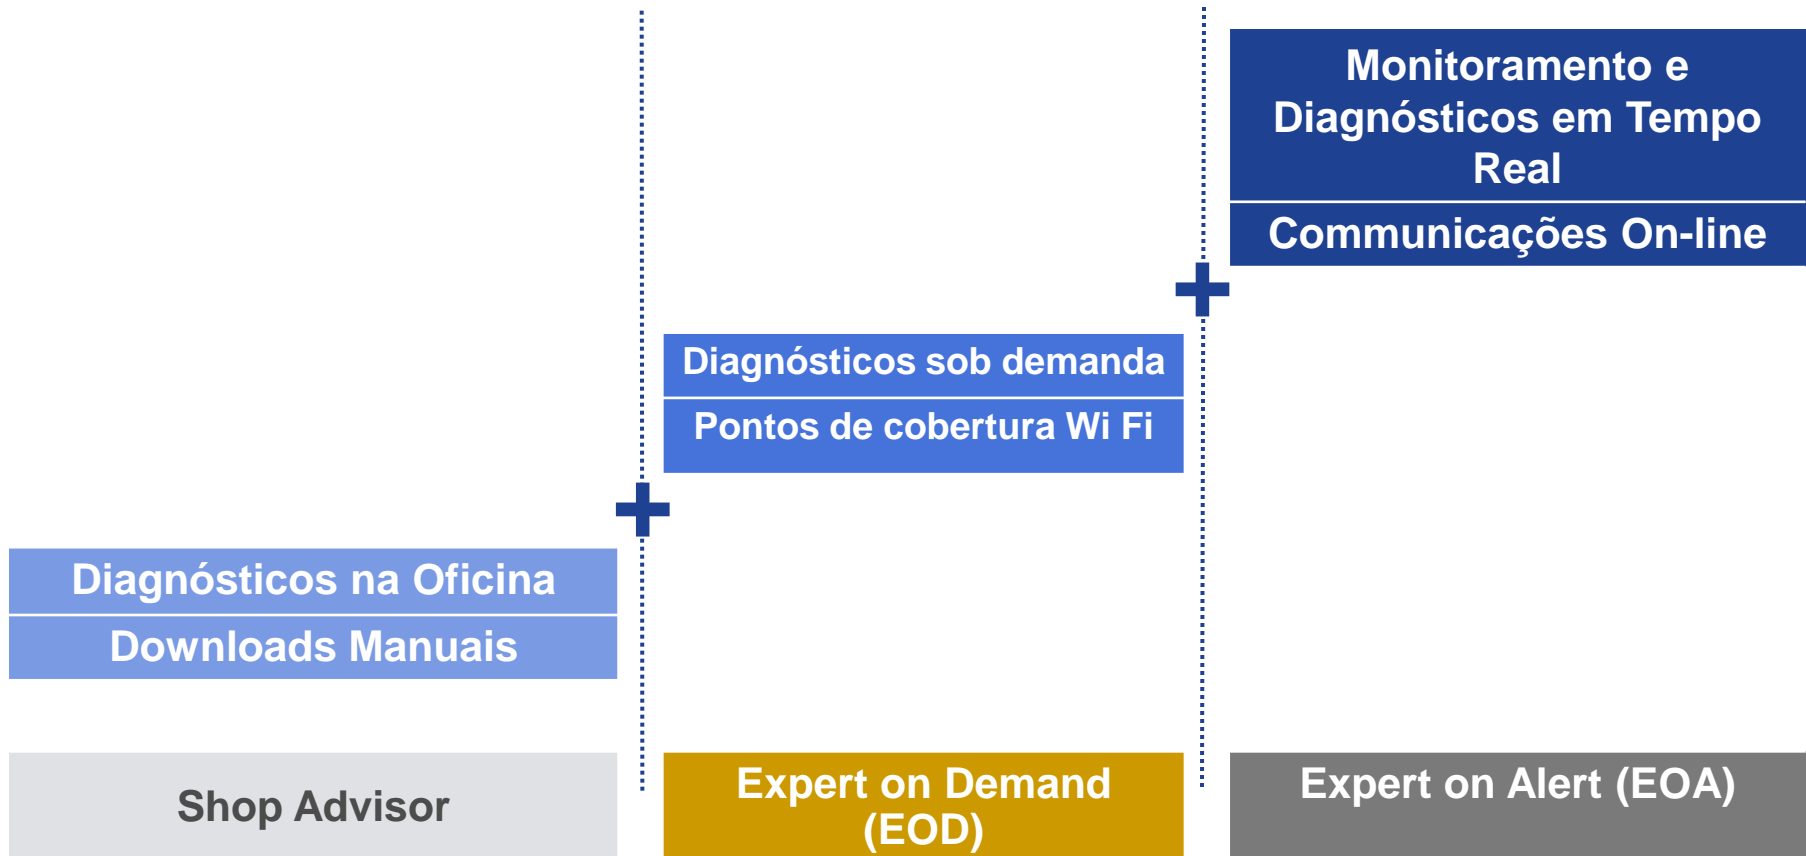 Monitoramento e
Diagnósticos em Tempo
Real
Communicações On-line
Diagnósticos sob demanda
Pontos de cobertura Wi Fi
Diagnósticos na Oficina
Downloads Manuais
Shop Advisor
Expert on Demand
(EOD)
Expert on Alert (EOA)